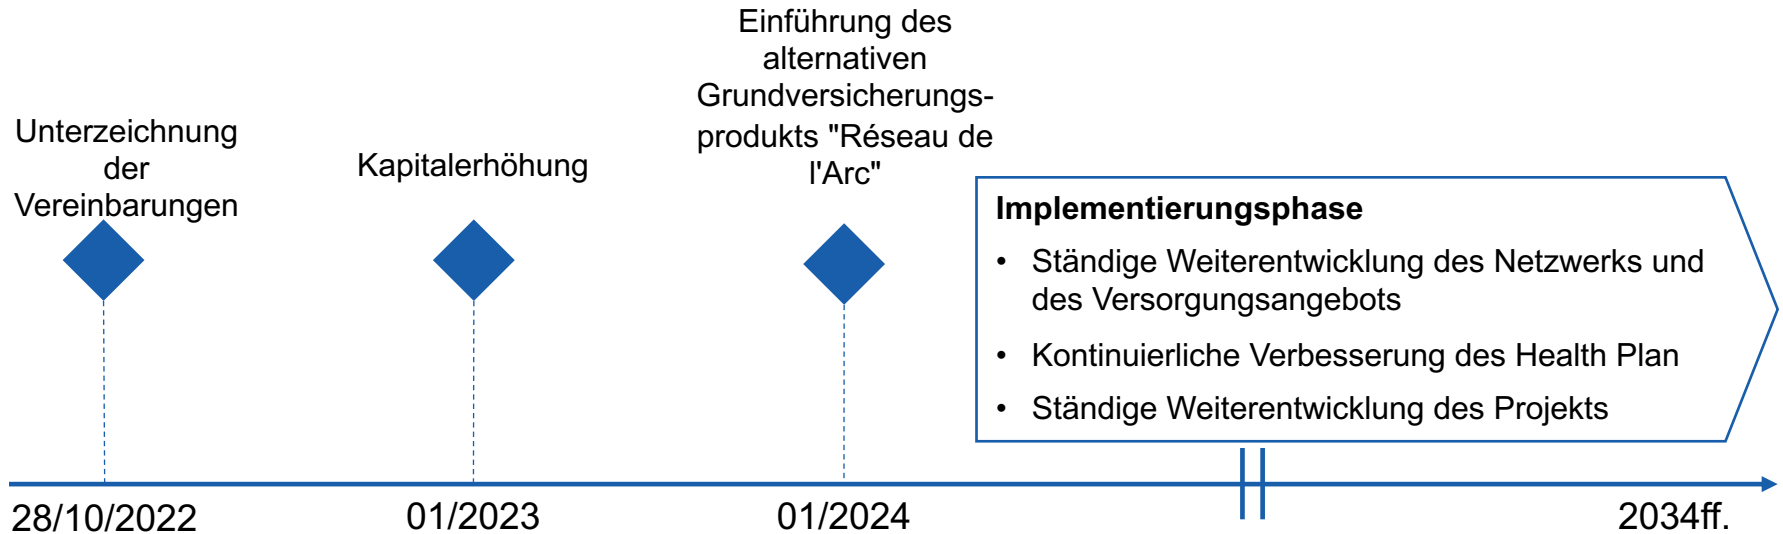 Unterzeichnung
der
Vereinbarungen
Kapitalerhöhung
Einführung des
alternativen
Grundversicherungs-
produkts "Réseau de
l'Arc"
Implementierungsphase
• Ständige Weiterentwicklung des Netzwerks und
des Versorgungsangebots
• Kontinuierliche Verbesserung des Health Plan
• Ständige Weiterentwicklung des Projekts
28/10/2022
01/2023
01/2024
2034ff.